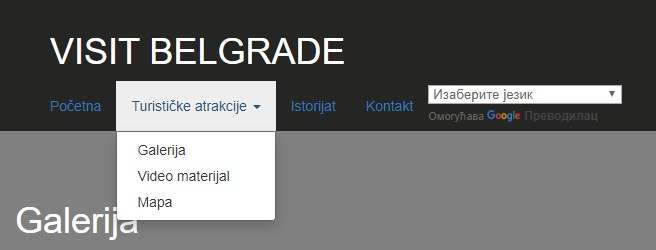 VISIT BELGRADE
Početna Turističke atrakcije Istorijat Kontakt Изаберите језик
Омогућава Google Преводилац
Galerija
Video materijal
Mapa
Galerija